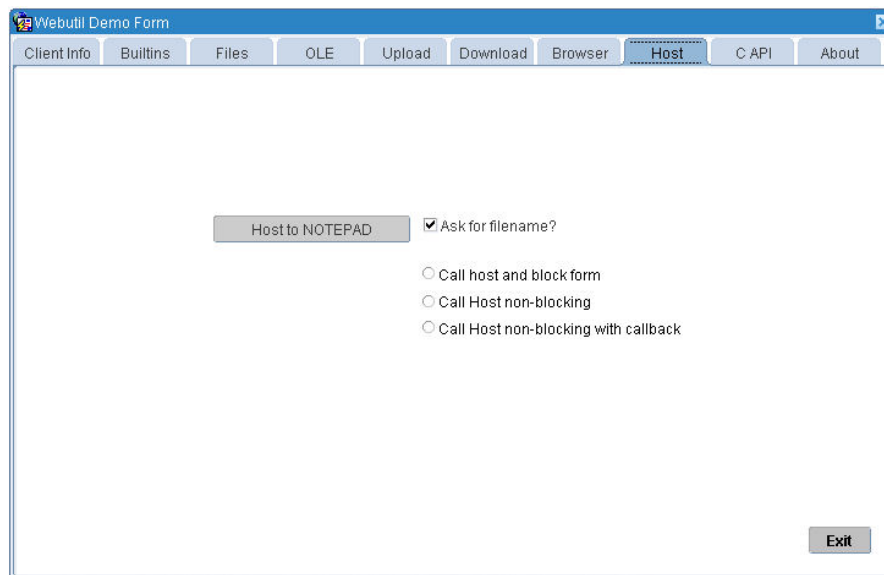 Webutil Demo Form
Client Info Builtins Files OLE Upload Download Browser Host C API About
Host to NOTEPAD Ask for filename?
Call host and block form
Call Host non-blocking
Call Host non-blocking with callback
Exit